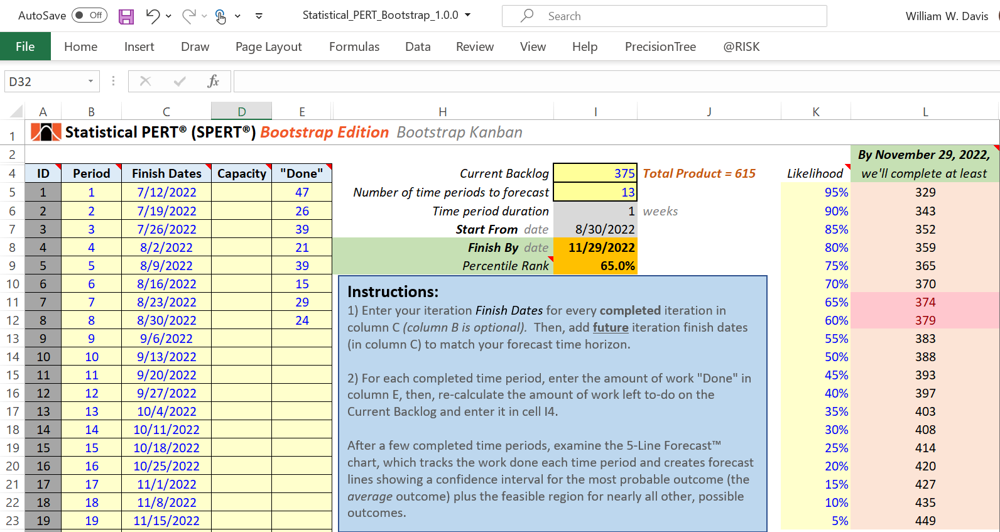 AutoSave Off Statistical_PERT_Bootstrap_1.0.0 Search William W. Davis
File Home Insert Draw Page Layout Formulas Data Review View Help PrecisionTree @RISK
D32 fx
A B C D E H I J K L
1 Statistical PERT® (SPERT®) Bootstrap Edition Bootstrap Kanban
2 By November 29, 2022,
4 ID Period Finish Dates Capacity "Done" Current Backlog 375 Total Product = 615 Likelihood we'll complete at least
5 1 1 7/12/2022 47 Number of time periods to forecast 13 95% 329
6 2 2 7/19/2022 26 Time period duration 1 weeks 90% 343
7 3 3 7/26/2022 39 Start From date 8/30/2022 85% 352
8 4 4 8/2/2022 21 Finish By date 11/29/2022 80% 359
9 5 5 8/9/2022 39 Percentile Rank 65.0% 75% 365
10 6 6 8/16/2022 15 70% 370
11 7 7 8/23/2022 29 65% 374
12 8 8 8/30/2022 24 60% 379
13 9 9 9/6/2022 55% 383
14 10 10 9/13/2022 50% 388
15 11 11 9/20/2022 45% 393
16 12 12 9/27/2022 40% 397
17 13 13 10/4/2022 35% 403
18 14 14 10/11/2022 30% 408
19 15 15 10/18/2022 25% 414
20 16 16 10/25/2022 20% 420
21 17 17 11/1/2022 15% 427
22 18 18 11/8/2022 10% 435
23 19 19 11/15/2022 5% 449
Instructions:
1) Enter your iteration Finish Dates for every completed iteration in
column C (column B is optional). Then, add future iteration finish dates
(in column C) to match your forecast time horizon.
2) For each completed time period, enter the amount of work "Done" in
column E, then, re-calculate the amount of work left to-do on the
Current Backlog and enter it in cell I4.
After a few completed time periods, examine the 5-Line Forecast™
chart, which tracks the work done each time period and creates forecast
lines showing a confidence interval for the most probable outcome (the
average outcome) plus the feasible region for nearly all other, possible
outcomes.